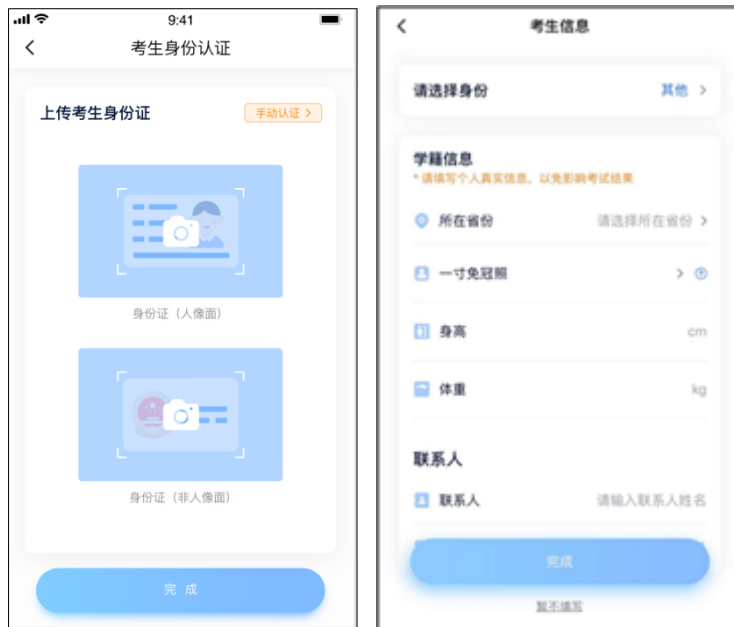 9:41
考生身份认证
上传考生身份证
手动认证 >
身份证（人像面）
身份证（非人像面）
完 成
考生信息
请选择身份
其他 >
学籍信息
* 请填写个人真实信息，以免影响考试结果
所在省份
请选择所在省份 >
一寸免冠照
>
身高
cm
体重
kg
联系人
联系人
请输入联系人姓名
完成
暂不填写